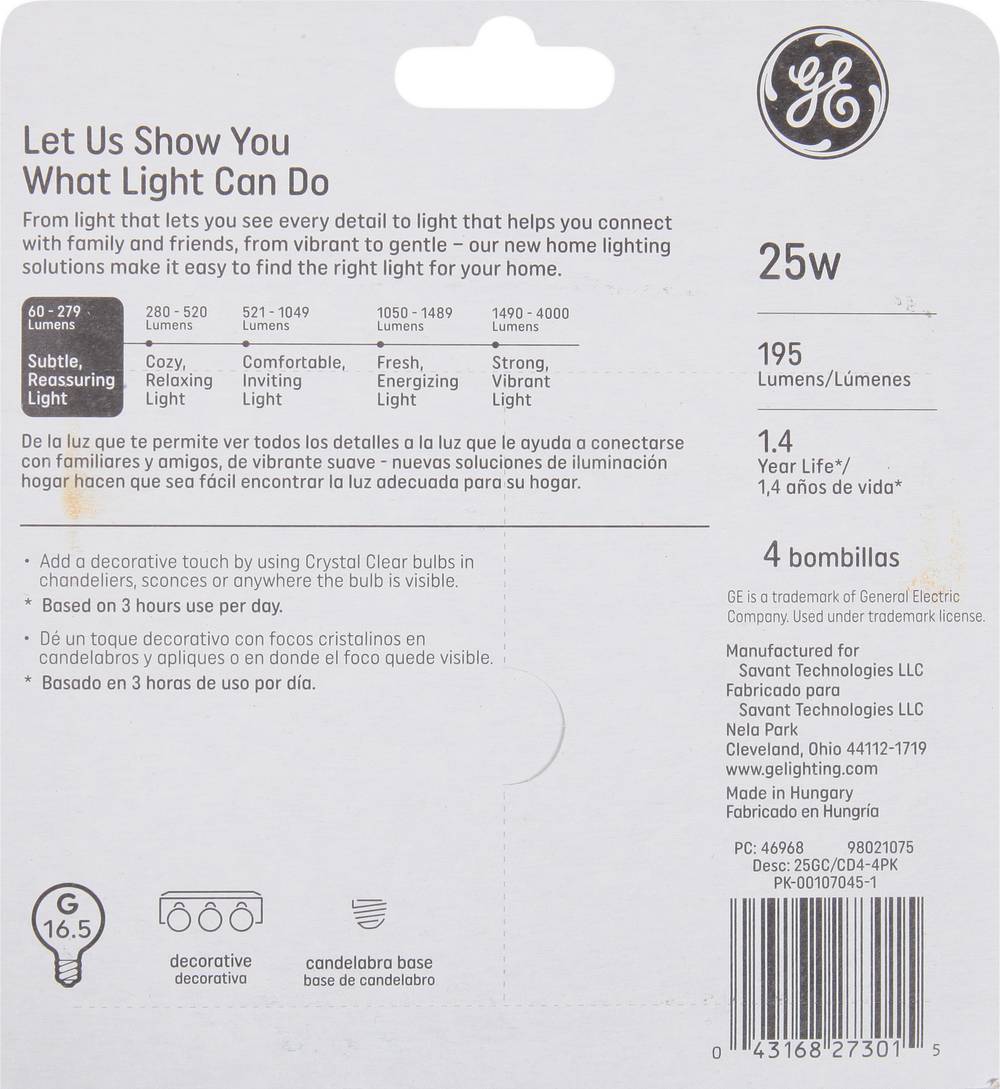 GE
Let Us Show You
What Light Can Do
From light that lets you see every detail to light that helps you connect
with family and friends, from vibrant to gentle – our new home lighting
solutions make it easy to find the right light for your home.
60 - 279
Lumens
Subtle,
Reassuring
Light
280 - 520
Lumens
Cozy,
Relaxing
Light
521 - 1049
Lumens
Comfortable,
Inviting
Light
1050 - 1489
Lumens
Fresh,
Energizing
Light
1490 - 4000
Lumens
Strong,
Vibrant
Light
De la luz que te permite ver todos los detalles a la luz que le ayuda a conectarse
con familiares y amigos, de vibrante suave - nuevas soluciones de iluminación
hogar hacen que sea fácil encontrar la luz adecuada para su hogar.
• Add a decorative touch by using Crystal Clear bulbs in
chandeliers, sconces or anywhere the bulb is visible.
* Based on 3 hours use per day.
• Dé un toque decorativo con focos cristalinos en
candelabros y apliques o en donde el foco quede visible.
* Basado en 3 horas de uso por día.
G
16.5
decorative
decorativa
candelabra base
base de candelabro
25w
195
Lumens/Lúmenes
1.4
Year Life*/
1,4 años de vida*
4 bombillas
GE is a trademark of General Electric
Company. Used under trademark license.
Manufactured for
Savant Technologies LLC
Fabricado para
Savant Technologies LLC
Nela Park
Cleveland, Ohio 44112-1719
www.gelighting.com
Made in Hungary
Fabricado en Hungría
PC: 46968 98021075
Desc: 25GC/CD4-4PK
PK-00107045-1
0 43168 27301 5